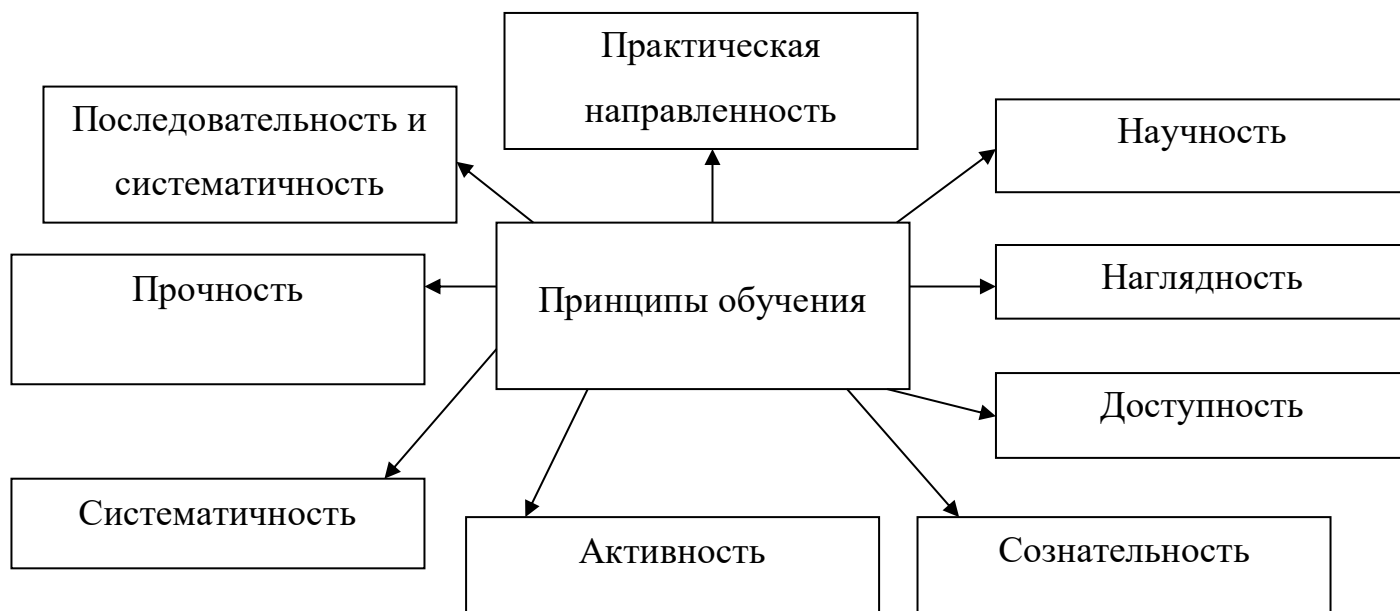 Практическая
направленность
Последовательность и
систематичность
Научность
Прочность
Принципы обучения
Наглядность
Доступность
Систематичность
Активность
Сознательность